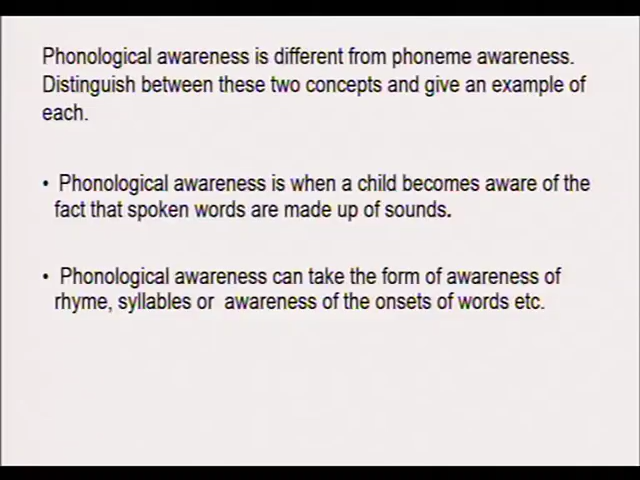 Phonological awareness is different from phoneme awareness.
Distinguish between these two concepts and give an example of
each.
• Phonological awareness is when a child becomes aware of the
fact that spoken words are made up of sounds.
• Phonological awareness can take the form of awareness of
rhyme, syllables or awareness of the onsets of words etc.